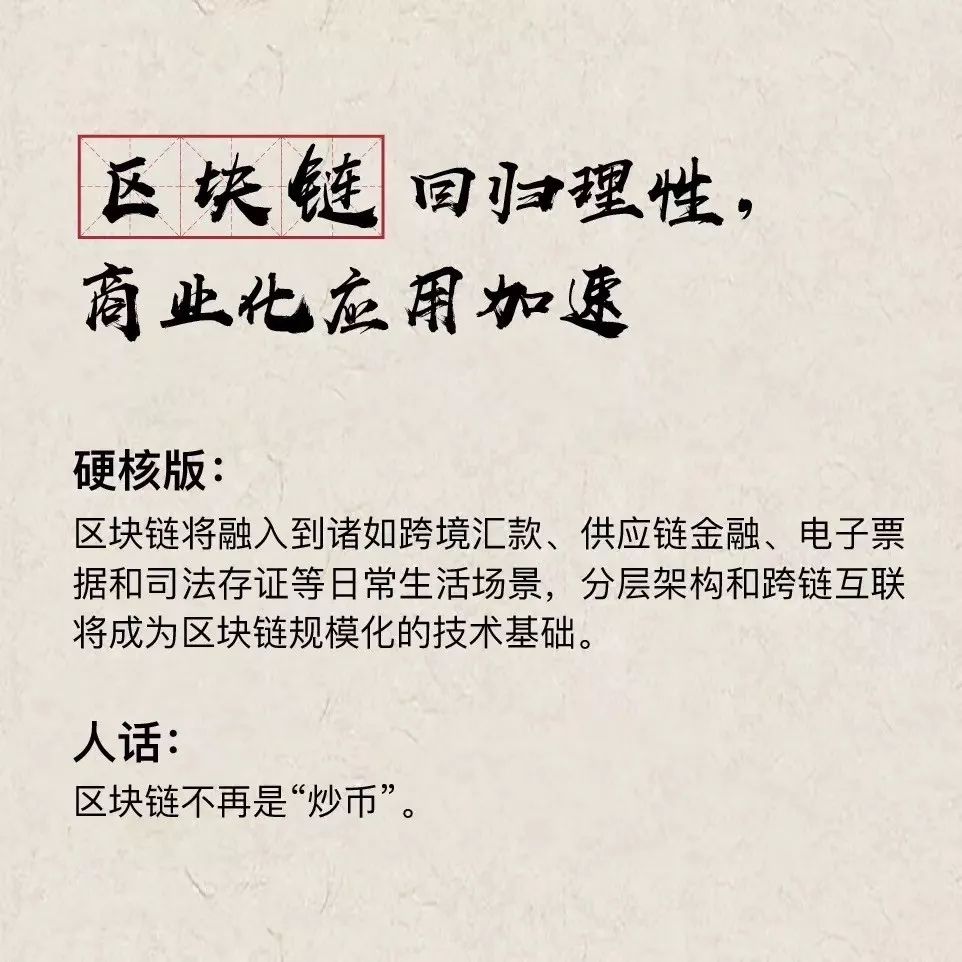 区块链回归理性，
商业化应用加速
硬核版：
区块链将融入到诸如跨境汇款、供应链金融、电子票
据和司法存证等日常生活场景，分层架构和跨链互联
将成为区块链规模化的技术基础。
人话：
区块链不再是“炒币”。